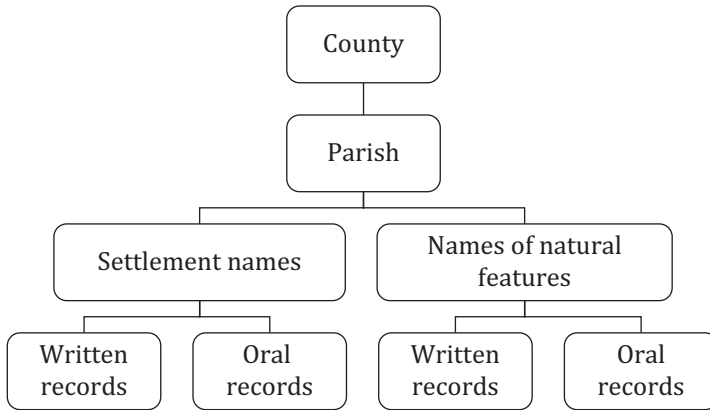 County
Parish
Settlement names
Names of natural
features
Written
records
Oral
records
Written
records
Oral
records